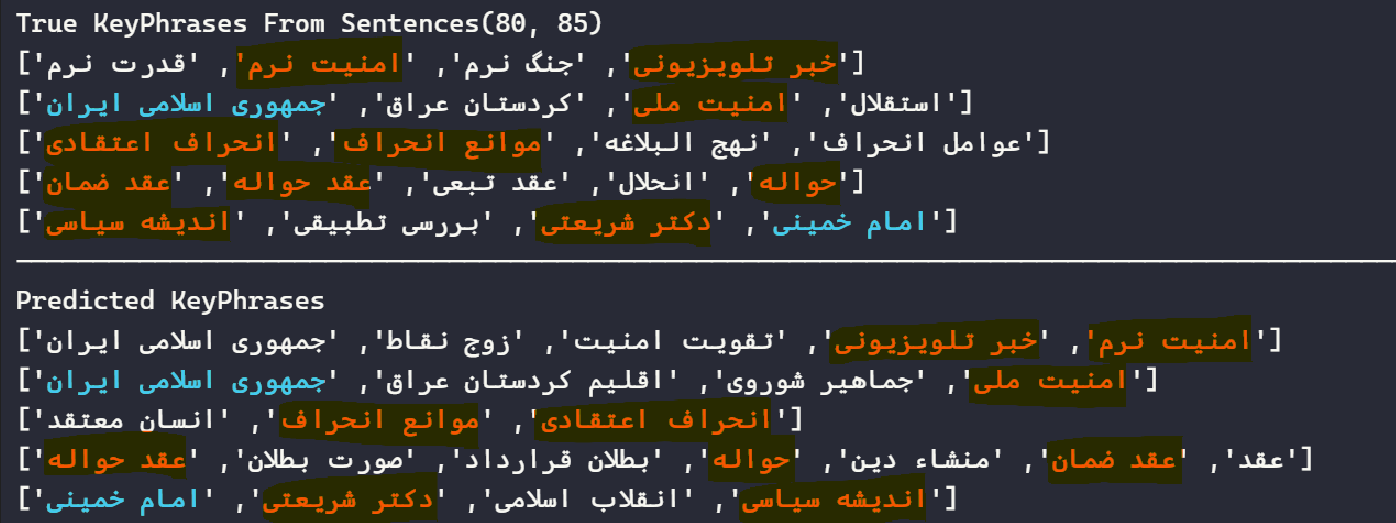 True KeyPhrases From Sentences(80, 85)
['خبر تلویزیونی', 'جنگ نرم', 'امنیت نرم', 'قدرت نرم']
['استقلال', 'امنیت ملی', 'کردستان عراق', 'جمهوری اسلامی ایران']
['عوامل انحراف', 'نهج البلاغه', 'موانع انحراف', 'انحراف اعتقادی']
['حواله', 'انحلال', 'عقد تبعی', 'عقد حواله', 'عقد ضمان']
['امام خمینی', 'دکتر شریعتی', 'بررسی تطبیقی', 'اندیشه سیاسی']
Predicted KeyPhrases
['امنیت نرم', 'خبر تلویزیونی', 'تقویت امنیت', 'زوج نقاط', 'جمهوری اسلامی ایران']
['امنیت ملی', 'جماهیر شوروی', 'اقلیم کردستان عراق', 'جمهوری اسلامی ایران']
['انحراف اعتقادی', 'موانع انحراف', 'انسان معتقد']
['عقد', 'عقد ضمان', 'منشاء دین', 'حواله', 'بطلان قرارداد', 'صورت بطلان', 'عقد حواله']
['اندیشه سیاسی', 'انقلاب اسلامی', 'دکتر شریعتی', 'امام خمینی']